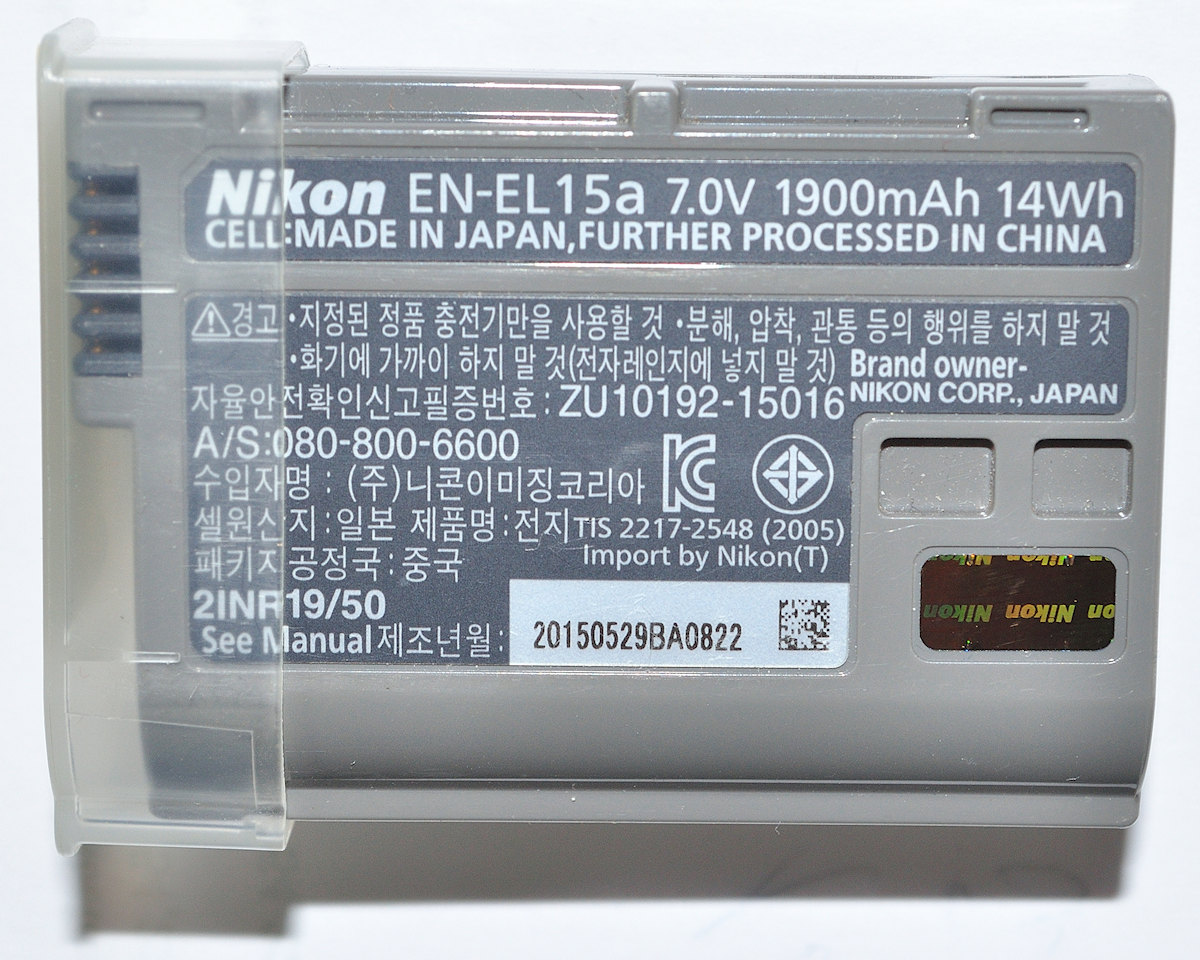 Nikon EN-EL15a 7.0V 1900mAh 14Wh
CELL:MADE IN JAPAN,FURTHER PROCESSED IN CHINA
경고 ·지정된 정품 충전기만을 사용할 것 ·분해, 압착, 관통 등의 행위를 하지 말 것
·화기에 가까이 하지 말 것(전자레인지에 넣지 말 것)
Brand owner-
NIKON CORP., JAPAN
자율안전확인신고필증번호 : ZU10192-15016
A/S:080-800-6600
수입자명 : (주)니콘이미징코리아
셀원산지 : 일본 제품명 : 전지
TIS 2217-2548 (2005)
패키지공정국 : 중국
Import by Nikon(T)
2INR19/50
See Manual 제조년월 :
20150529BA0822
Nikon Nikon
Nikon Nikon Nikon